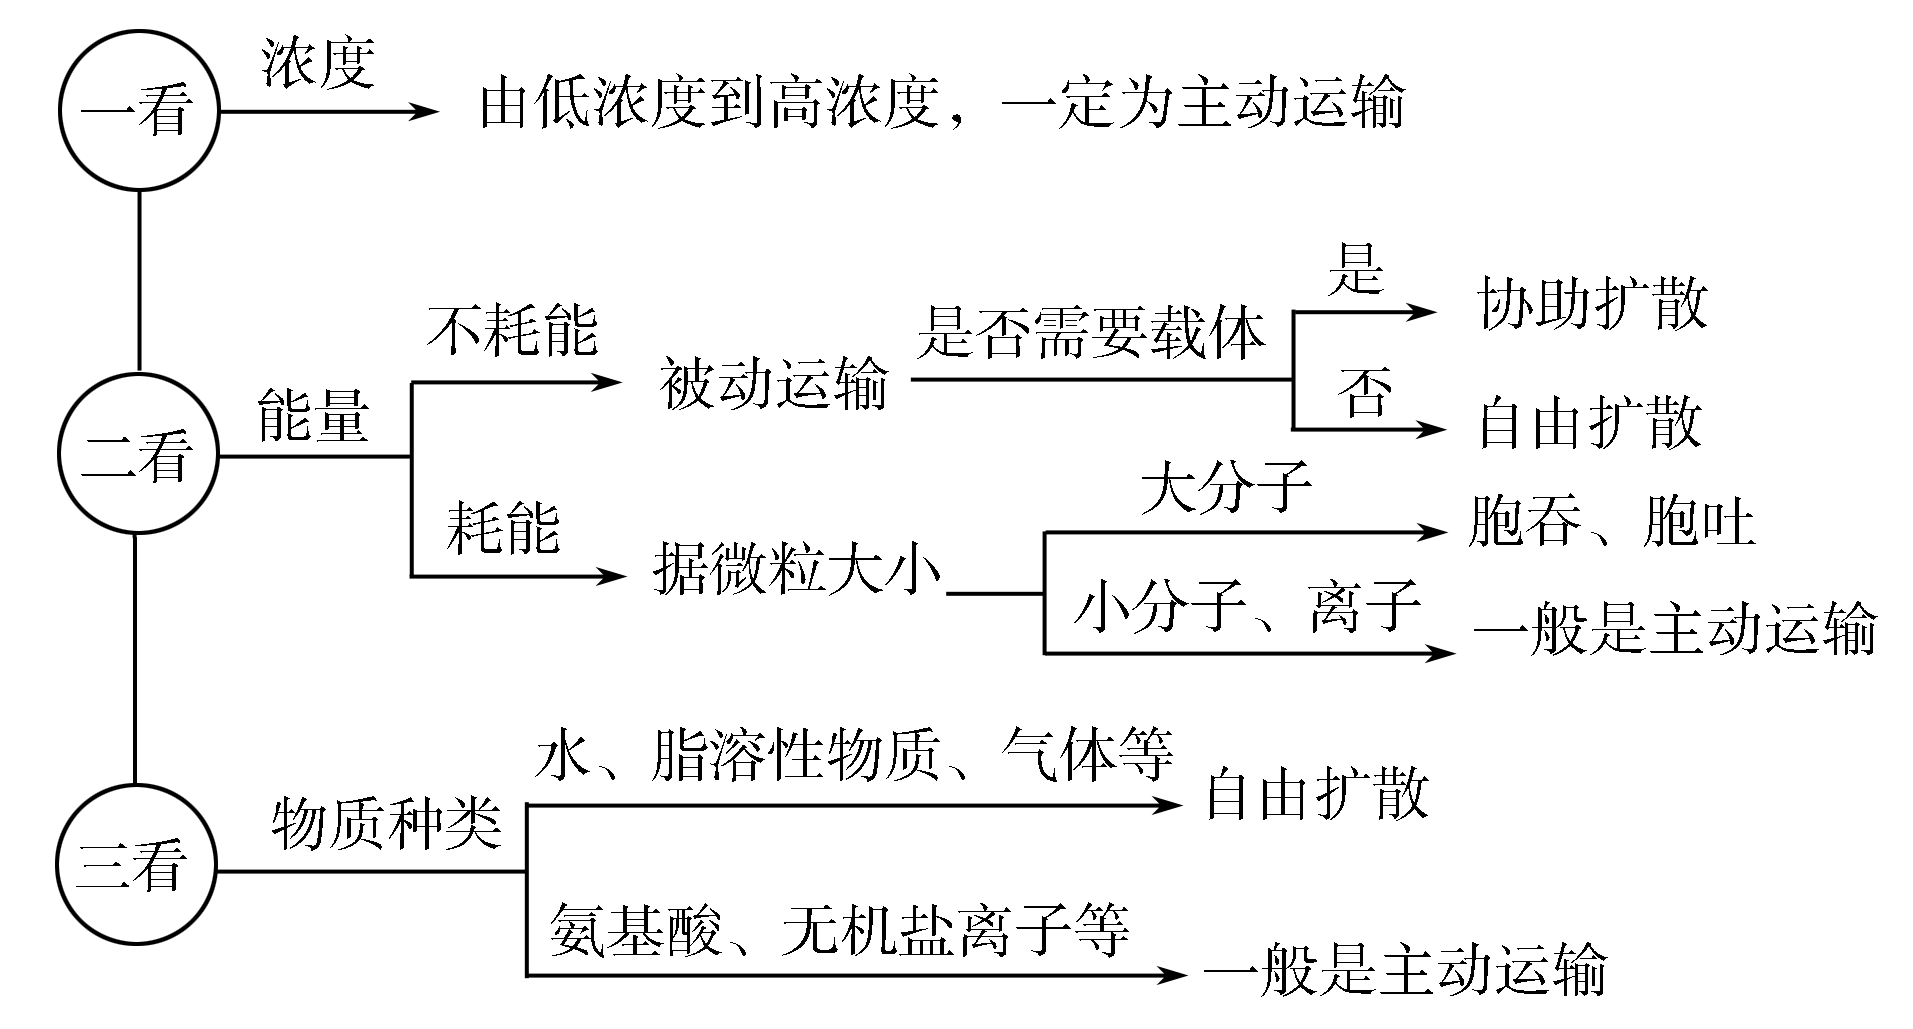 一看
浓度
由低浓度到高浓度，一定为主动运输
二看
能量
不耗能
被动运输
是否需要载体
是
协助扩散
否
自由扩散
耗能
据微粒大小
大分子
胞吞、胞吐
小分子、离子
一般是主动运输
三看
物质种类
水、脂溶性物质、气体等
自由扩散
氨基酸、无机盐离子等
一般是主动运输